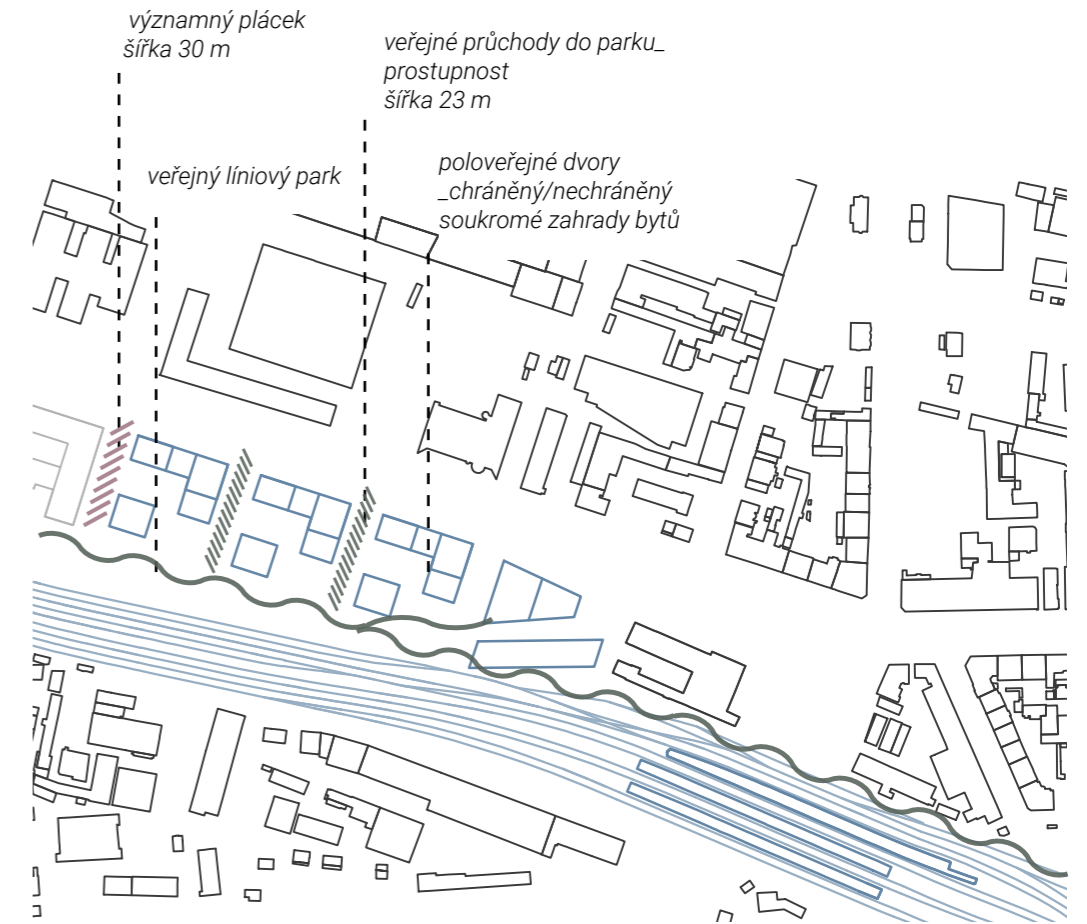 významný plácek
šířka 30 m
veřejné průchody do parku_
prostupnost
šířka 23 m
veřejný líniový park
poloveřejné dvory
_chráněný/nechráněný
soukromé zahrady bytů